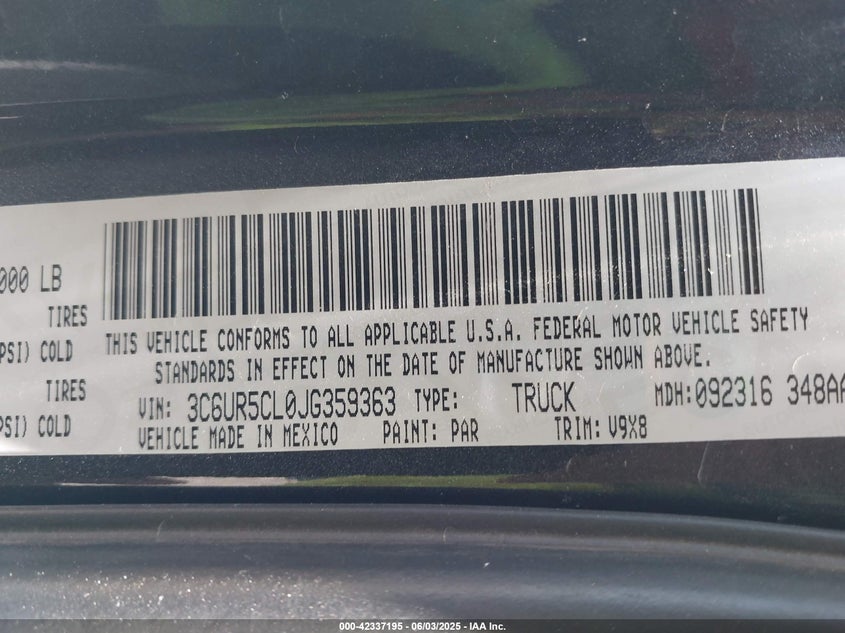 000 LB
TIRES
PSI) COLD
TIRES
PSI) COLD
THIS VEHICLE CONFORMS TO ALL APPLICABLE U.S.A. FEDERAL MOTOR VEHICLE SAFETY
STANDARDS IN EFFECT ON THE DATE OF MANUFACTURE SHOWN ABOVE.
VIN: 3C6UR5CL0JG359363 TYPE: TRUCK MDH: 092316 348AA
VEHICLE MADE IN MEXICO PAINT: PAR TRIM: V9X8
000-42337195 - 06/03/2025 - IAA Inc.